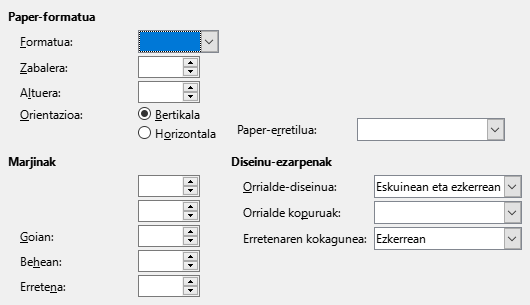 Paper-formatua
Formatua:
Zabalera:
Altuera:
Orientazioa:
Bertikala
Horizontala
Paper-erretilua:
Marjinak
Goian:
Behean:
Erretena:
Diseinu-ezarpenak
Orrialde-diseinua: Eskuinean eta ezkerrean
Orrialde kopuruak:
Erretenaren kokagunea: Ezkerrean